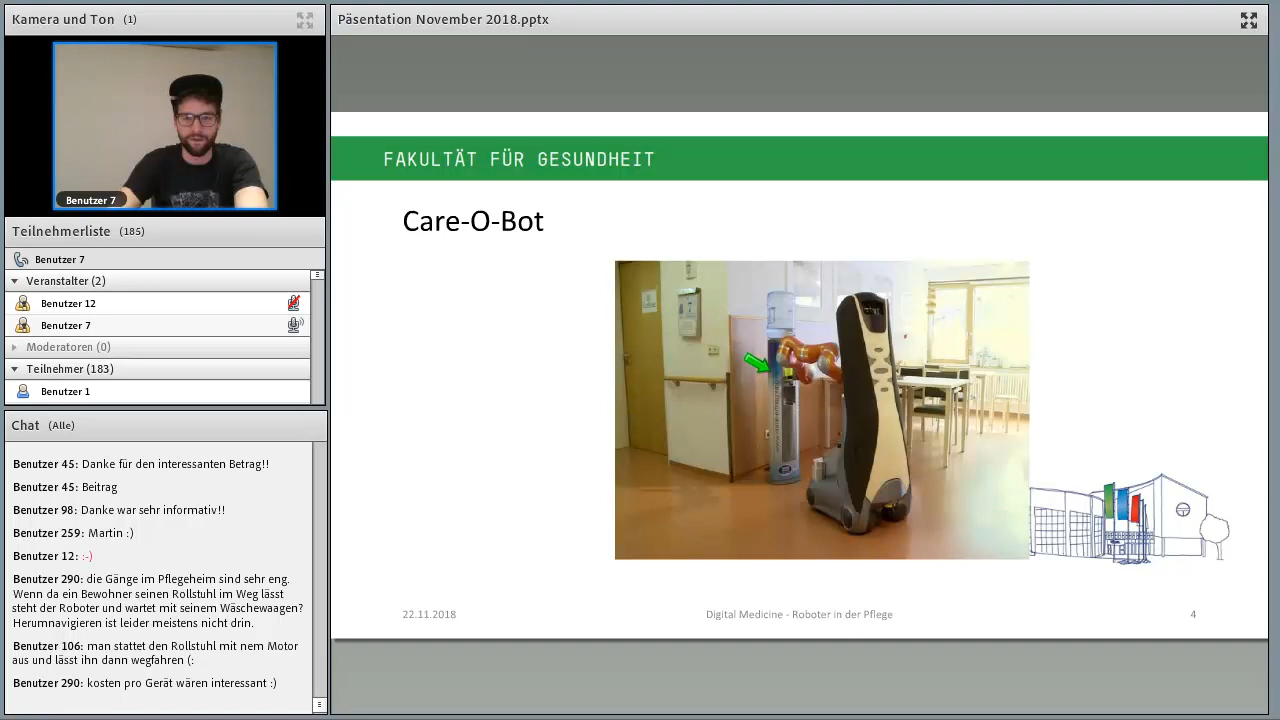 Kamera und Ton (1)
Benutzer 7
Teilnehmerliste (185)
Benutzer 7
Veranstalter (2)
Benutzer 12
Benutzer 7
Moderatoren (0)
Teilnehmer (183)
Benutzer 1
Chat (Alle)
Benutzer 45: Danke für den interessanten Betrag!!
Benutzer 45: Beitrag
Benutzer 98: Danke war sehr informativ!!
Benutzer 259: Martin :)
Benutzer 12: :-)
Benutzer 290: die Gänge im Pflegeheim sind sehr eng.
Wenn da ein Bewohner seinen Rollstuhl im Weg lässt
steht der Roboter und wartet mit seinem Wäschewaagen?
Herumnavigieren ist leider meistens nicht drin.
Benutzer 106: man stattet den Rollstuhl mit nem Motor
aus und lässt ihn dann wegfahren (:
Benutzer 290: kosten pro Gerät wären interessant :)
Päsentation November 2018.pptx
FAKULTÄT FÜR GESUNDHEIT
Care-O-Bot
22.11.2018
Digital Medicine - Roboter in der Pflege
4